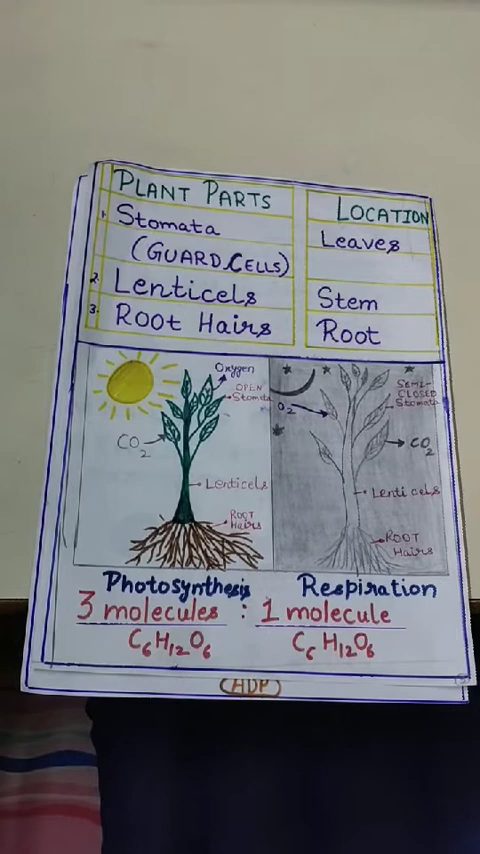 PLANT PARTS
LOCATION
1. Stomata
(GUARD CELLS)
Leaves
2. Lenticels
Stem
3. Root Hairs
Root
Oxygen
OPEN
Stomata
CO2
Lenticels
ROOT
Hairs
SEMI-
CLOSED
Stomata
O2
CO2
Lenticels
ROOT
Hairs
Photosynthesis
Respiration
3 molecules : 1 molecule
C6H12O6
C6H12O6
(ADP)